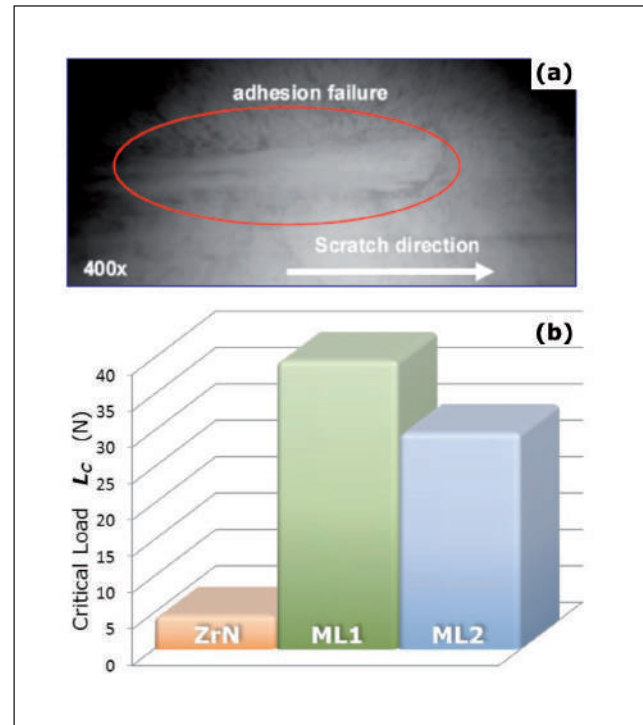 (a)
adhesion failure
Scratch direction
400x
(b)
Critical Load Lc (N)
40
35
30
25
20
15
10
5
0
ZrN
ML1
ML2